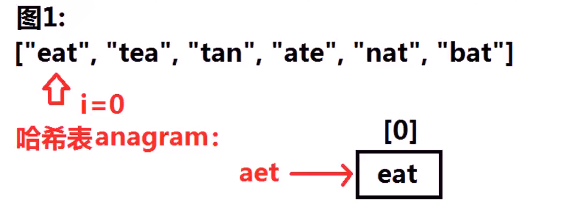 图1:
["eat", "tea", "tan", "ate", "nat", "bat"]
i=0
哈希表anagram:
[0]
aet
eat